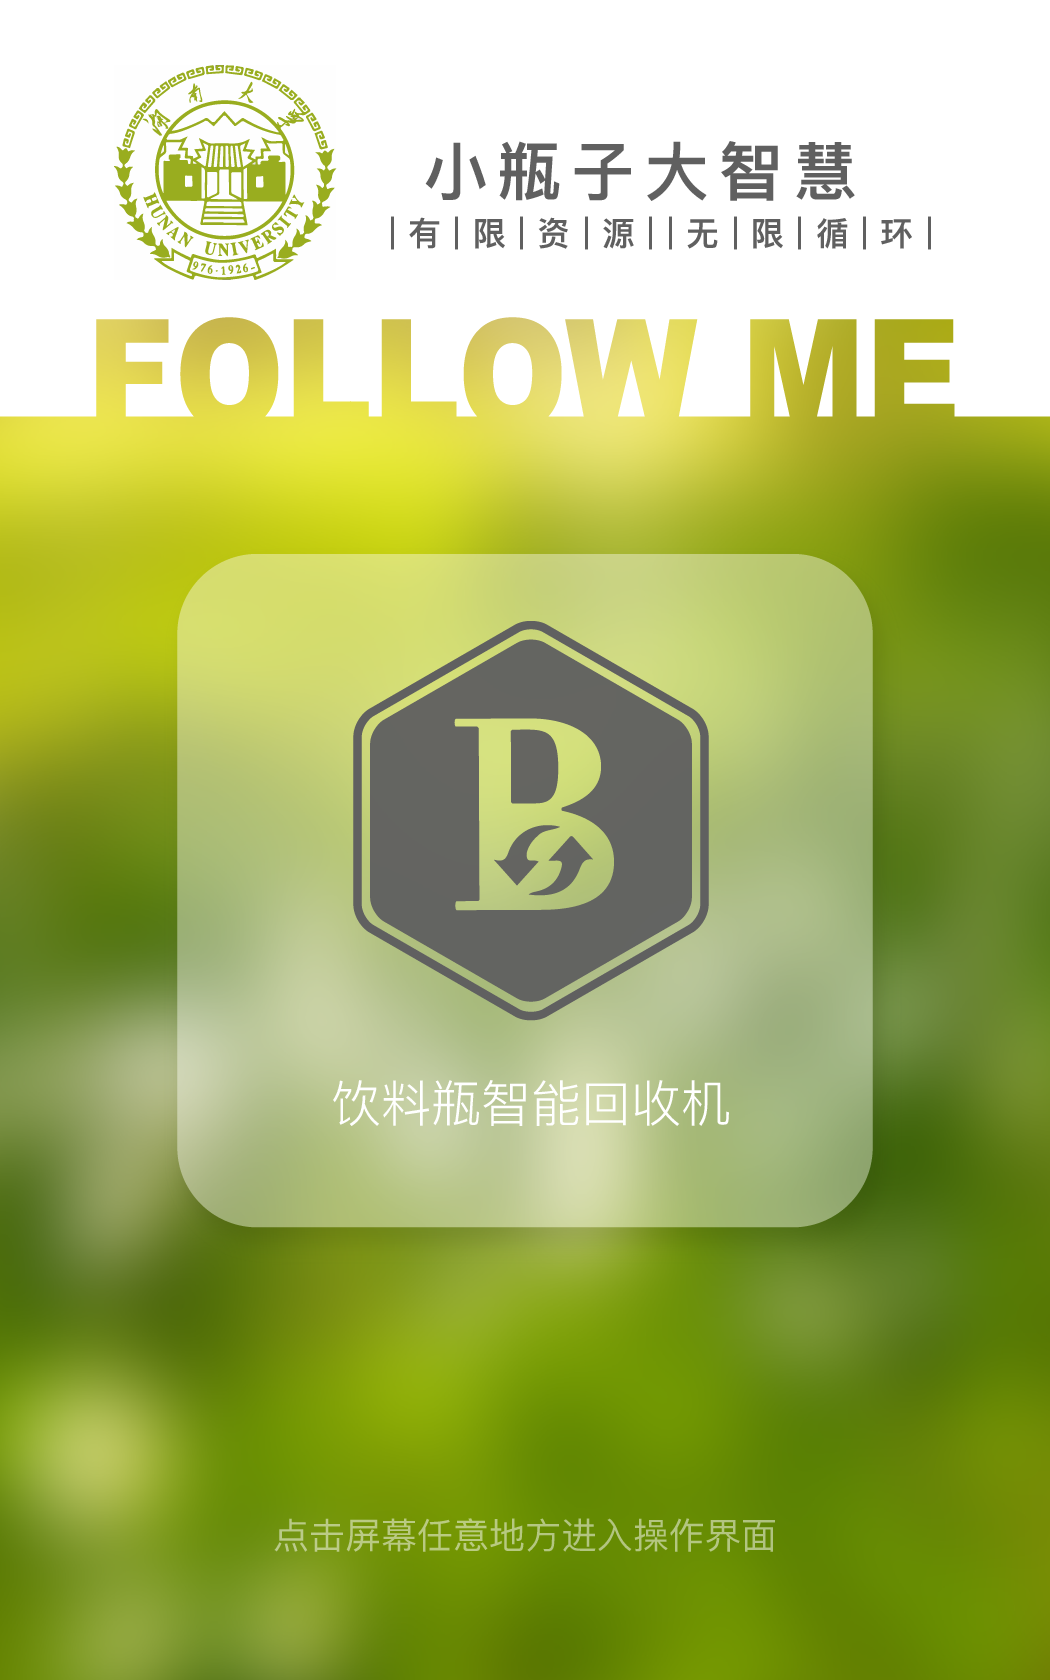 湖南大学
HUNAN UNIVERSITY
976·1926
小瓶子大智慧
|有|限|资|源||无|限|循|环|
FOLLOW ME
B
饮料瓶智能回收机
点击屏幕任意地方进入操作界面